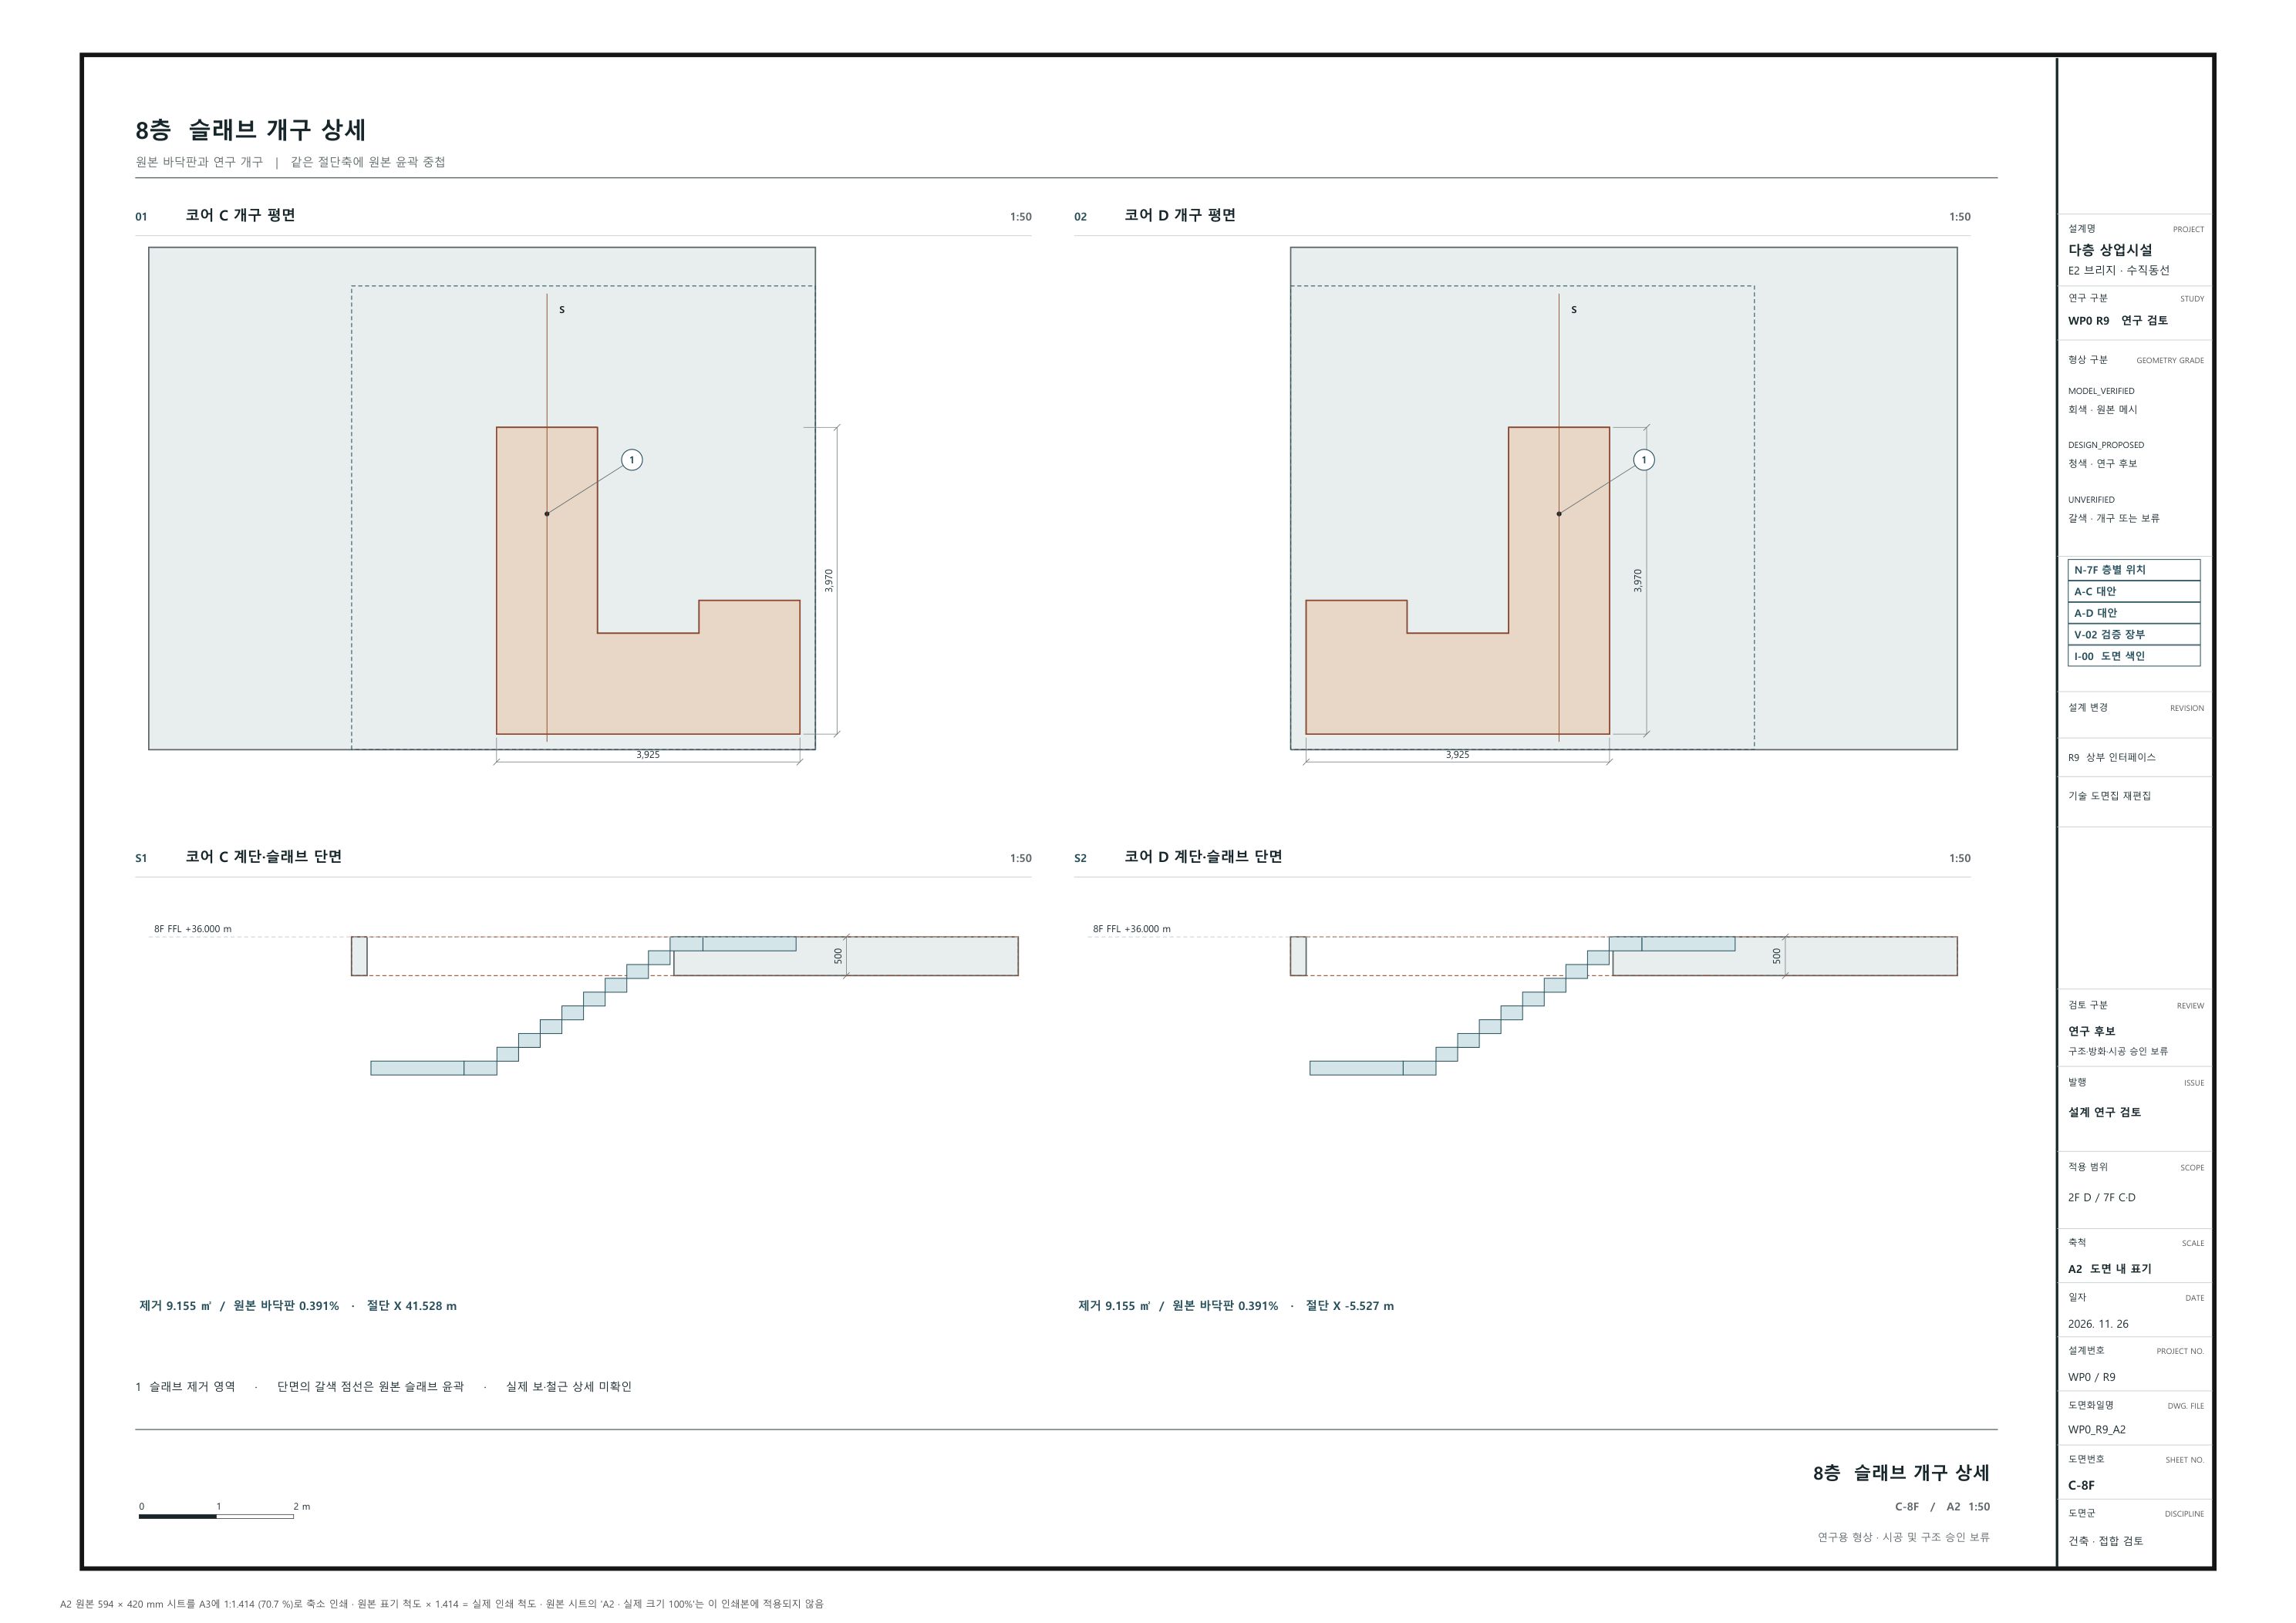 8층 슬래브 개구 상세
원본 바닥판과 연구 개구 | 같은 절단축에 원본 윤곽 중첩
01 코어 C 개구 평면 1:50
S
1
3,970
3,925
02 코어 D 개구 평면 1:50
S
1
3,970
3,925
S1 코어 C 계단·슬래브 단면 1:50
8F FFL +36.000 m
500
S2 코어 D 계단·슬래브 단면 1:50
8F FFL +36.000 m
500
제거 9.155 ㎡ / 원본 바닥판 0.391% · 절단 X 41.528 m
제거 9.155 ㎡ / 원본 바닥판 0.391% · 절단 X -5.527 m
1 슬래브 제거 영역 · 단면의 갈색 점선은 원본 슬래브 윤곽 · 실제 보·철근 상세 미확인
0 1 2 m
8층 슬래브 개구 상세
C-8F / A2 1:50
연구용 형상 · 시공 및 구조 승인 보류
설계명 PROJECT
다층 상업시설
E2 브리지 · 수직동선
연구 구분 STUDY
WP0 R9 연구 검토
형상 구분 GEOMETRY GRADE
MODEL_VERIFIED
회색 · 원본 메시
DESIGN_PROPOSED
청색 · 연구 후보
UNVERIFIED
갈색 · 개구 또는 보류
N-7F 층별 위치
A-C 대안
A-D 대안
V-02 검증 장부
I-00 도면 색인
설계 변경 REVISION
R9 상부 인터페이스
기술 도면집 재편집
검토 구분 REVIEW
연구 후보
구조·방화·시공 승인 보류
발행 ISSUE
설계 연구 검토
적용 범위 SCOPE
2F D / 7F C·D
축척 SCALE
A2 도면 내 표기
일자 DATE
2026. 11. 26
설계번호 PROJECT NO.
WP0 / R9
도면화일명 DWG. FILE
WP0_R9_A2
도면번호 SHEET NO.
C-8F
도면군 DISCIPLINE
건축 · 접합 검토
A2 원본 594 × 420 mm 시트를 A3에 1:1.414 (70.7 %)로 축소 인쇄 · 원본 표기 척도 × 1.414 = 실제 인쇄 척도 · 원본 시트의 'A2 · 실제 크기 100%'는 이 인쇄본에 적용되지 않음